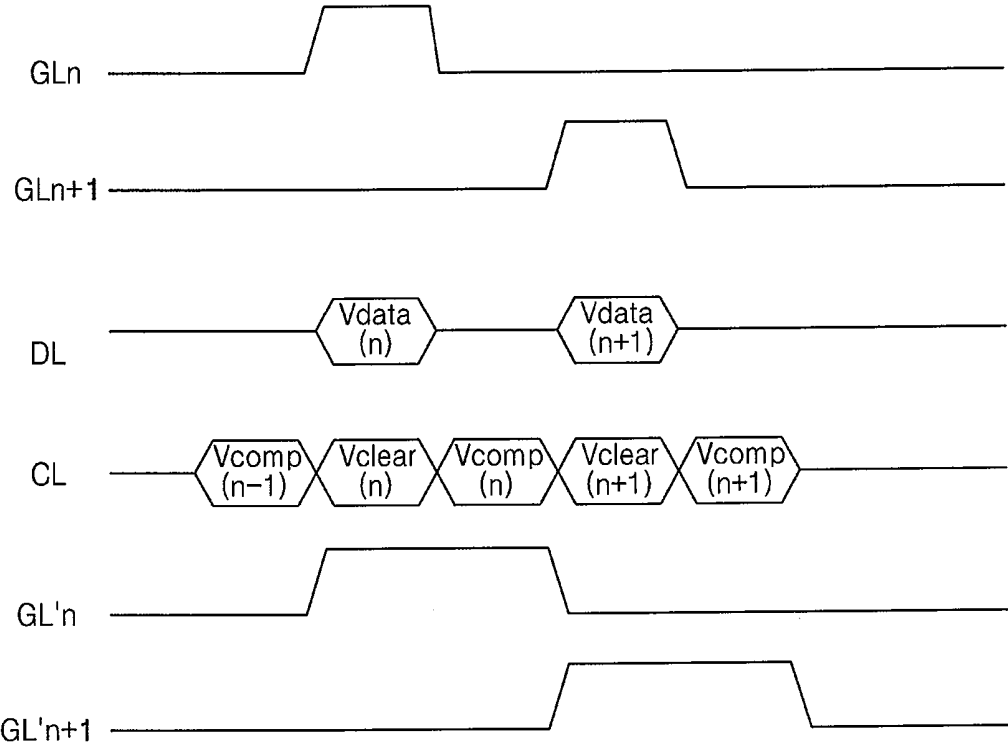 GLn
GLn+1
DL
Vdata
(n)
Vdata
(n+1)
CL
Vcomp
(n-1)
Vclear
(n)
Vcomp
(n)
Vclear
(n+1)
Vcomp
(n+1)
GL'n
GL'n+1